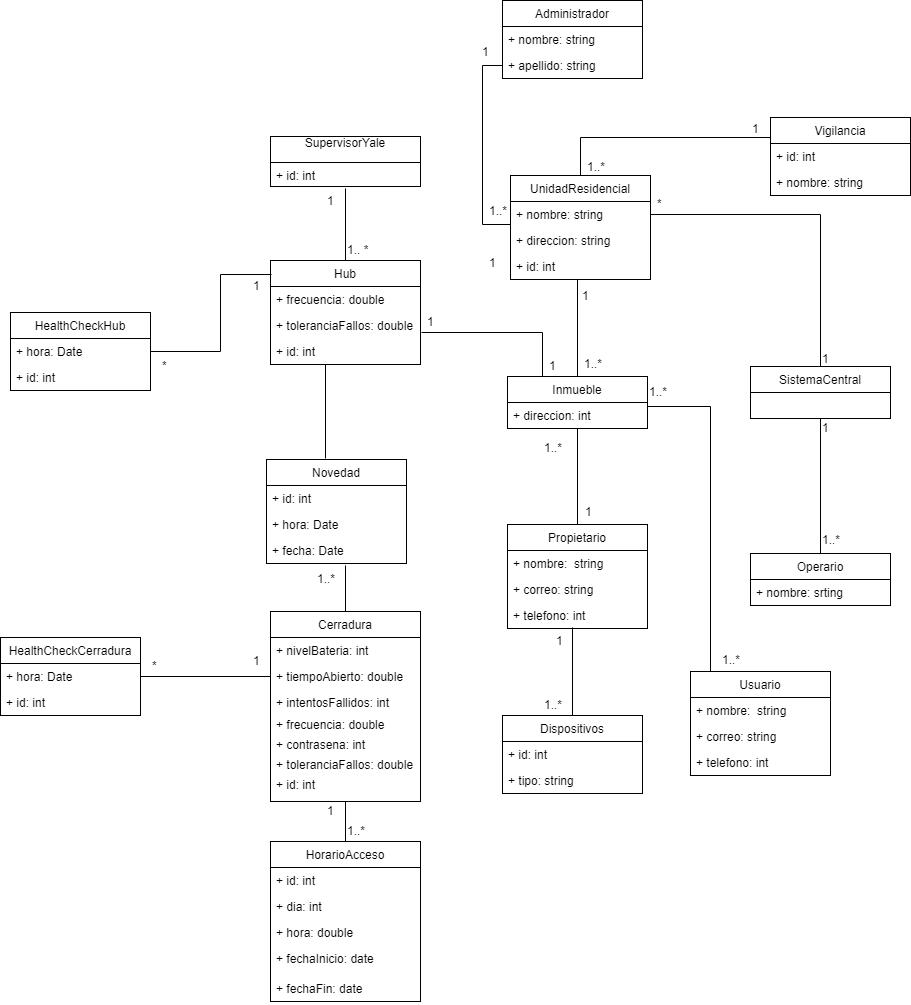 Administrador
+ nombre: string
+ apellido: string
1
1..*
Vigilancia
+ id: int
+ nombre: string
1
1..*
SupervisorYale
+ id: int
1
1.. *
UnidadResidencial
+ nombre: string
+ direccion: string
+ id: int
*
1
1
1..*
Hub
+ frecuencia: double
+ toleranciaFallos: double
+ id: int
1
1
1
HealthCheckHub
+ hora: Date
+ id: int
*
Inmueble
+ direccion: int
1..*
1..*
1
SistemaCentral
1
1
1..*
Operario
+ nombre: srting
Novedad
+ id: int
+ hora: Date
+ fecha: Date
1..*
Propietario
+ nombre:  string
+ correo: string
+ telefono: int
1
1..*
Cerradura
+ nivelBateria: int
+ tiempoAbierto: double
+ intentosFallidos: int
+ frecuencia: double
+ contrasena: int
+ toleranciaFallos: double
+ id: int
1
1
1..*
HealthCheckCerradura
+ hora: Date
+ id: int
*
Dispositivos
+ id: int
+ tipo: string
1..*
Usuario
+ nombre:  string
+ correo: string
+ telefono: int
HorarioAcceso
+ id: int
+ dia: int
+ hora: double
+ fechaInicio: date
+ fechaFin: date